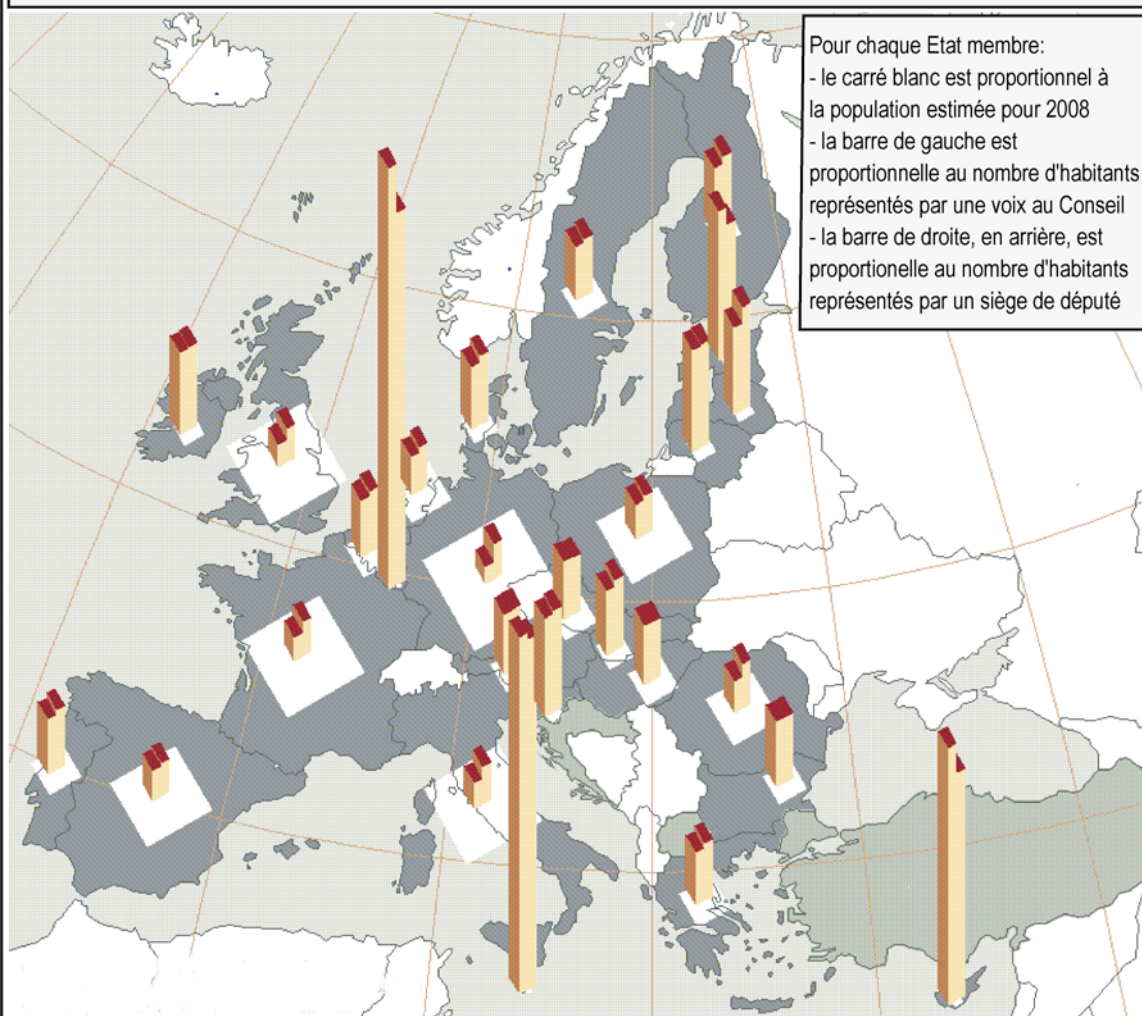 Pour chaque Etat membre:
- le carré blanc est proportionnel à
la population estimée pour 2008
- la barre de gauche est
proportionnelle au nombre d'habitants
représentés par une voix au Conseil
- la barre de droite, en arrière, est
proportionelle au nombre d'habitants
représentés par un siège de député